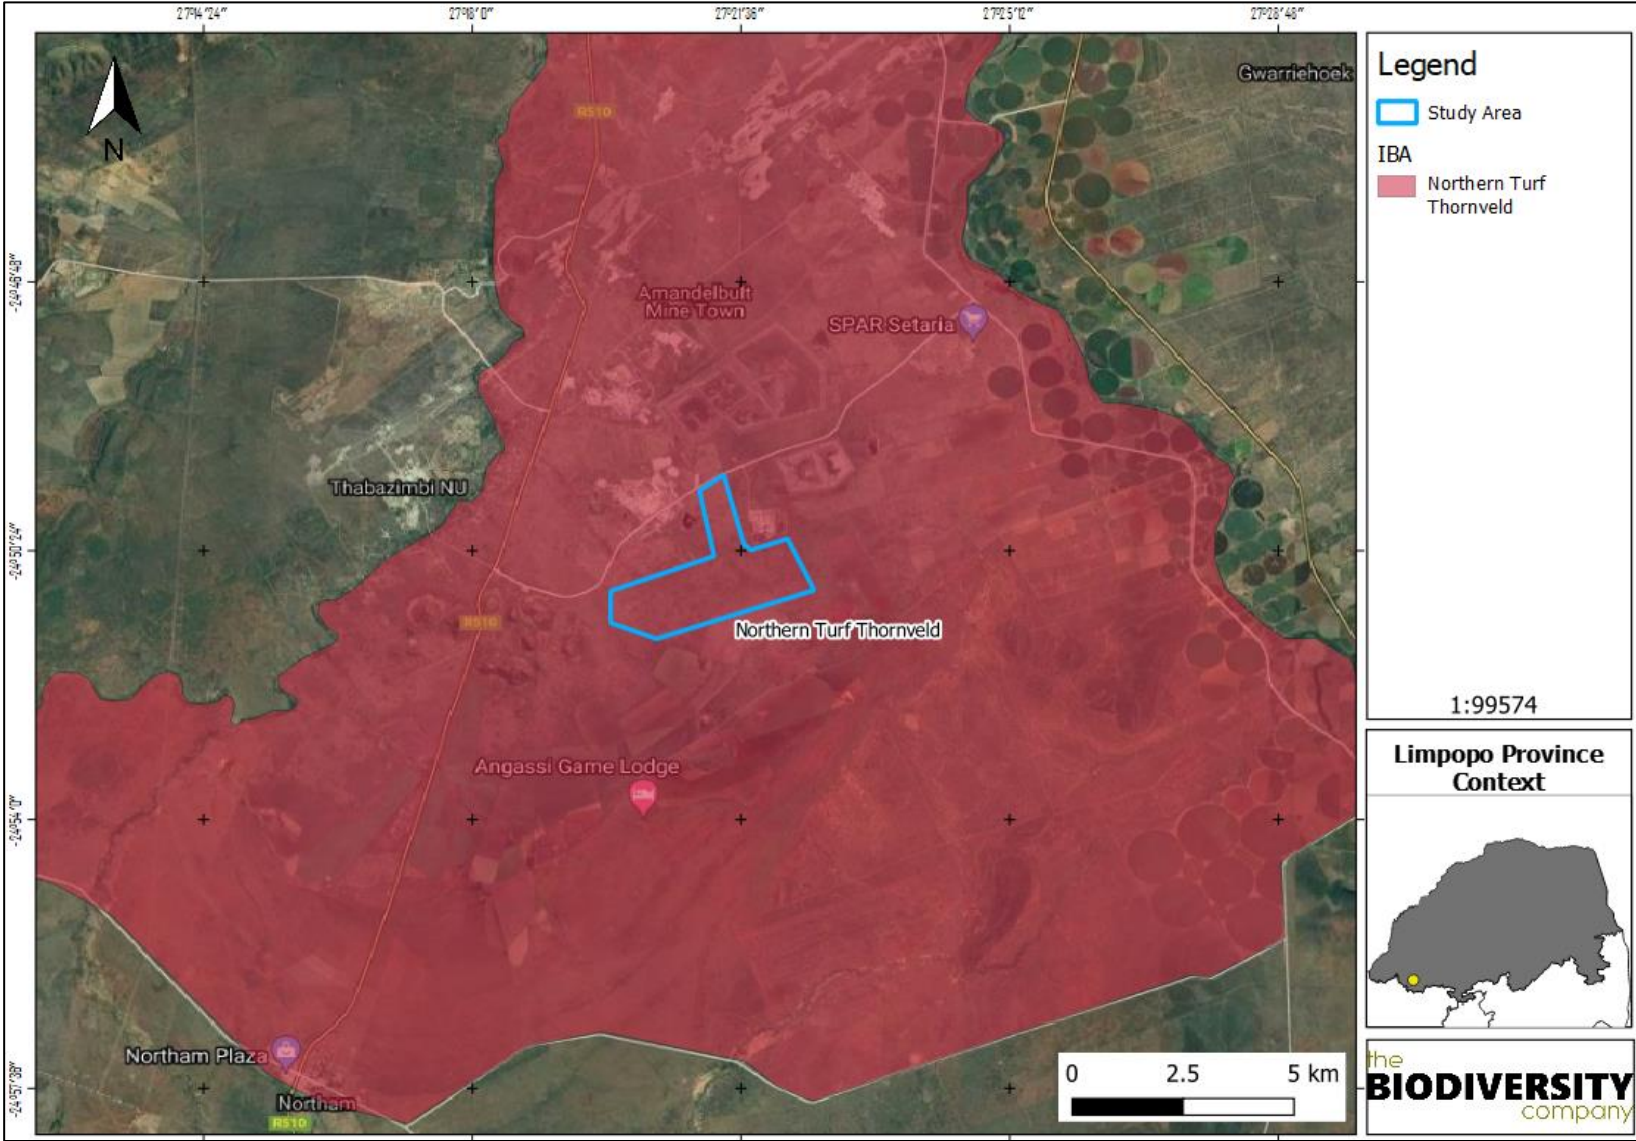 27°14'24"
27°18'0"
27°21'36"
27°25'12"
27°28'48"
Gwarriehoek
R510
N
-24°46'48"
Amandelbult
Mine Town
SPAR Setaria
Thabazimbi NU
-24°50'24"
R510
Northern Turf Thornveld
Angassi Game Lodge
-24°54'0"
Northam Plaza
Northam
R510
-24°57'36"
0 2.5 5 km
Legend
Study Area
IBA
Northern Turf
Thornveld
1:99574
Limpopo Province
Context
the
BIODIVERSITY
company